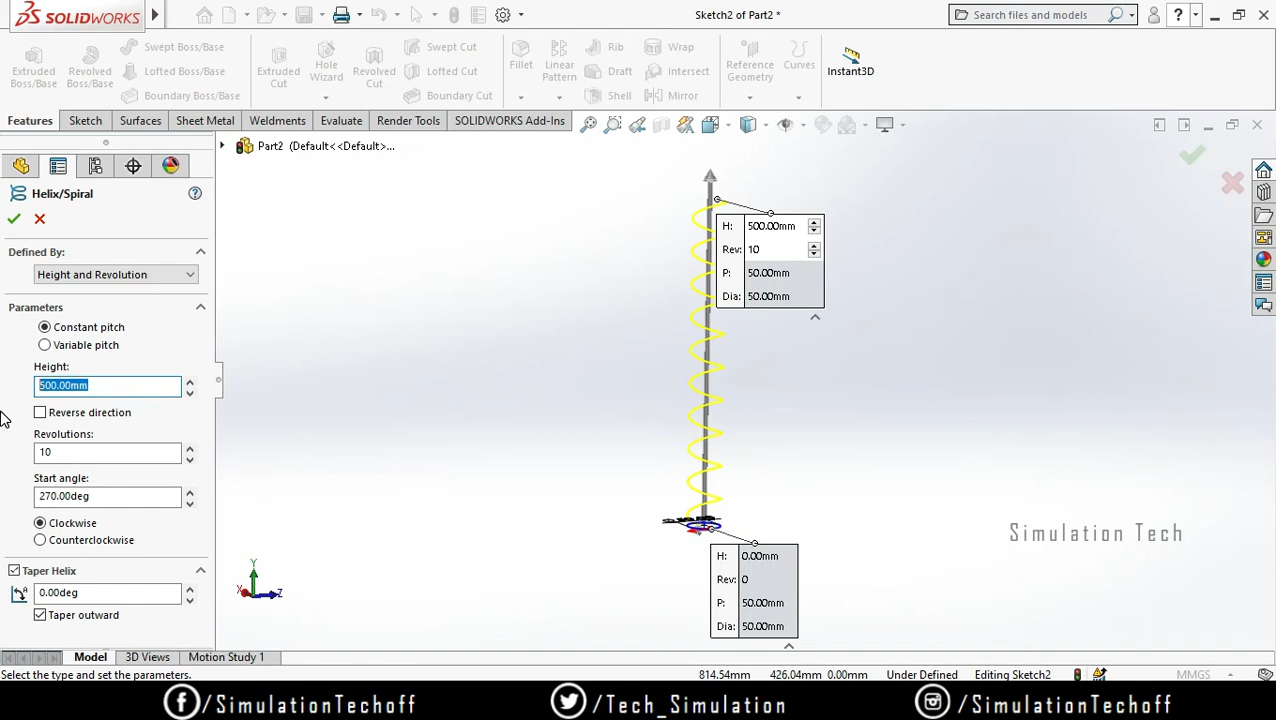 SOLIDWORKS
Sketch2 of Part2 *
Search files and models
?
Extruded Boss/Base
Revolved Boss/Base
Swept Boss/Base
Lofted Boss/Base
Boundary Boss/Base
Extruded Cut
Hole Wizard
Revolved Cut
Swept Cut
Lofted Cut
Boundary Cut
Fillet
Linear Pattern
Rib
Draft
Shell
Wrap
Intersect
Mirror
Reference Geometry
Curves
Instant3D
Features Sketch Surfaces Sheet Metal Weldments Evaluate Render Tools SOLIDWORKS Add-Ins
Part2 (Default<<Default>...
Helix/Spiral
?
Defined By:
Height and Revolution
Parameters
Constant pitch
Variable pitch
Height:
500.00mm
Reverse direction
Revolutions:
10
Start angle:
270.00deg
Clockwise
Counterclockwise
Taper Helix
0.00deg
Taper outward
H: 500.00mm
Rev: 10
P: 50.00mm
Dia: 50.00mm
H: 0.00mm
Rev: 0
P: 50.00mm
Dia: 50.00mm
Y
X
Z
Simulation Tech
Model 3D Views Motion Study 1
Select the type and set the parameters. 814.54mm 426.04mm 0.00mm Under Defined Editing Sketch2 MMGS
/SimulationTechoff /Tech_Simulation /SimulationTechoff